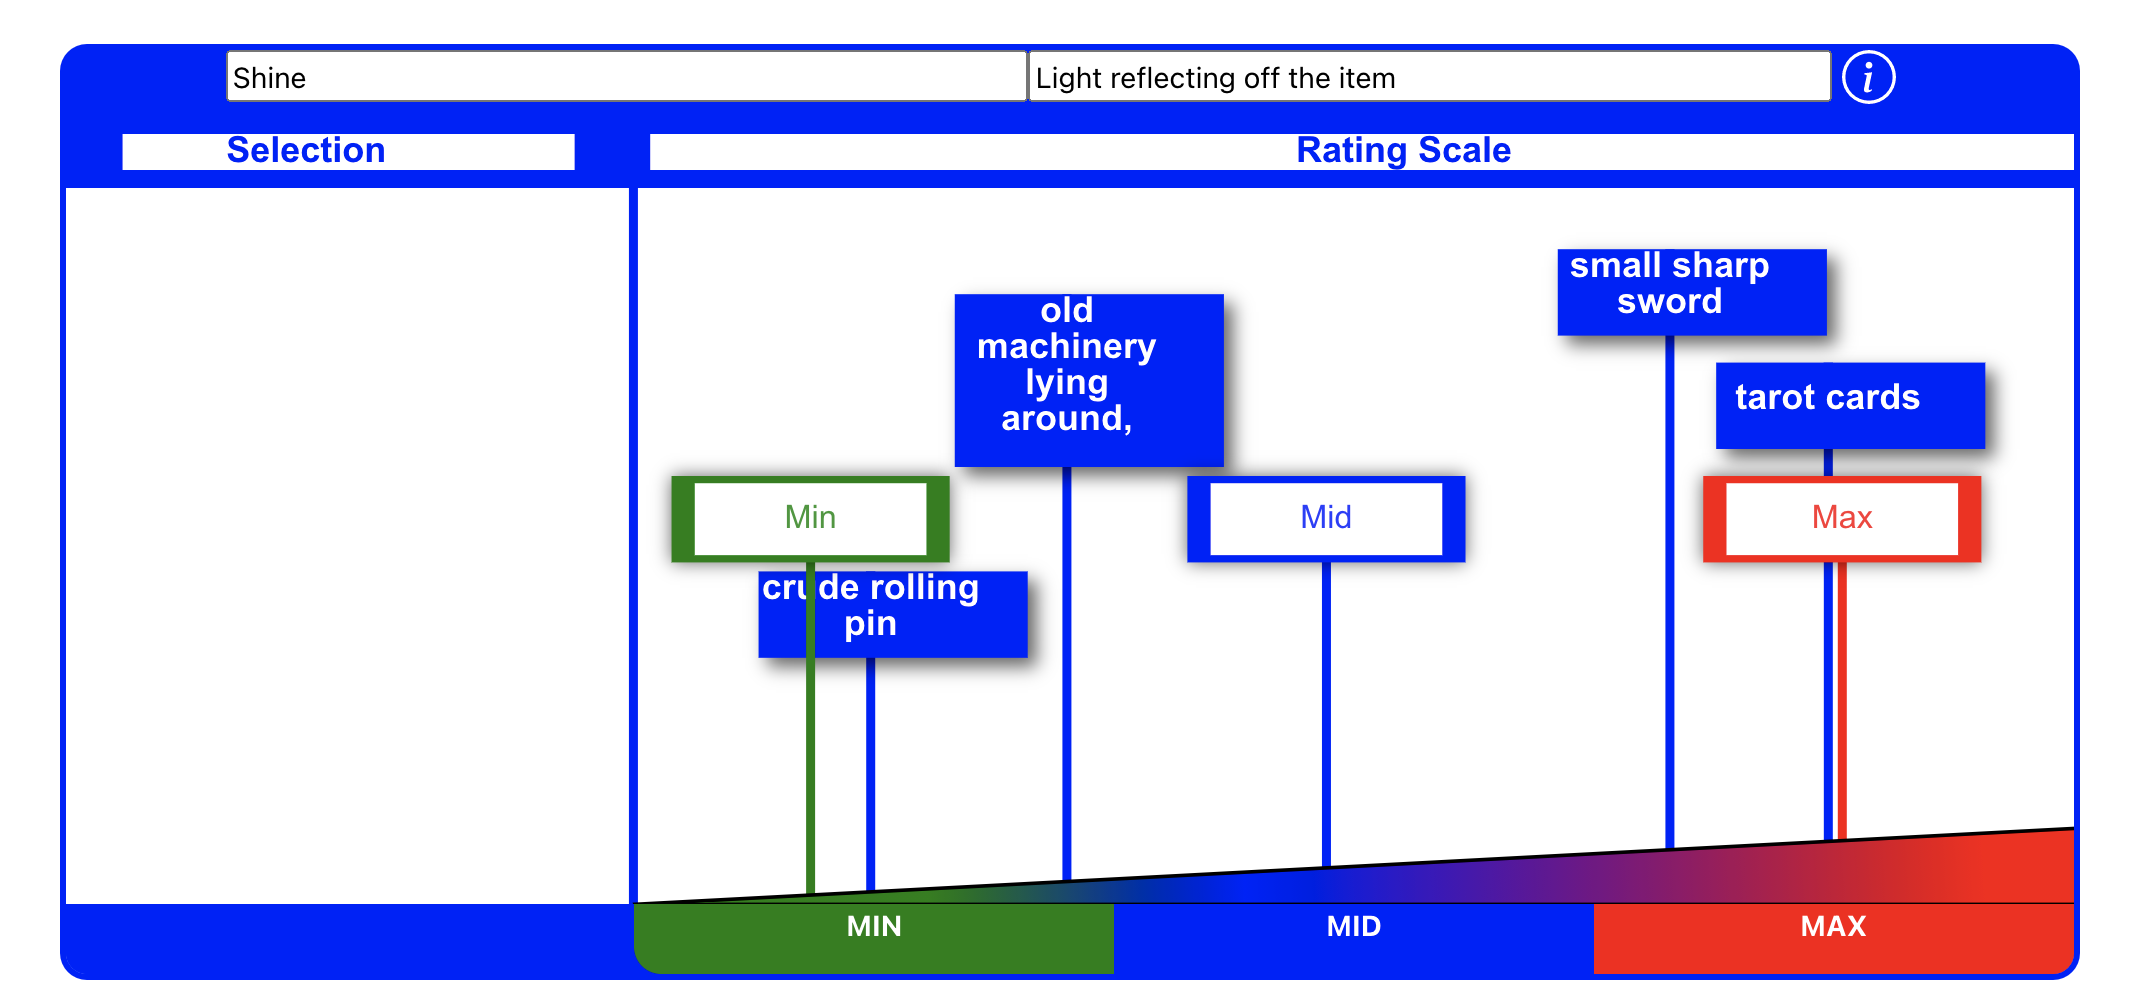 Shine
Light reflecting off the item
i
Selection
Rating Scale
small sharp
sword
old
machinery
lying
around,
tarot cards
Min
Mid
Max
crude rolling
pin
MIN
MID
MAX